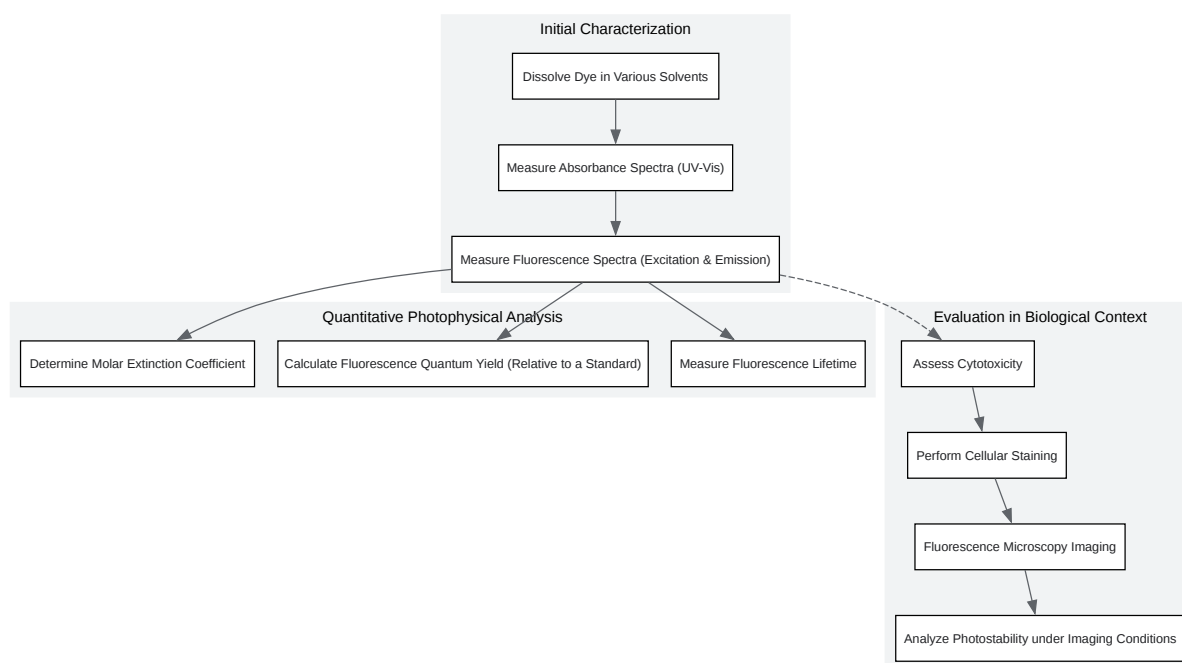 Initial Characterization
Dissolve Dye in Various Solvents
Measure Absorbance Spectra (UV-Vis)
Measure Fluorescence Spectra (Excitation & Emission)
Quantitative Photophysical Analysis
Determine Molar Extinction Coefficient
Calculate Fluorescence Quantum Yield (Relative to a Standard)
Measure Fluorescence Lifetime
Evaluation in Biological Context
Assess Cytotoxicity
Perform Cellular Staining
Fluorescence Microscopy Imaging
Analyze Photostability under Imaging Conditions